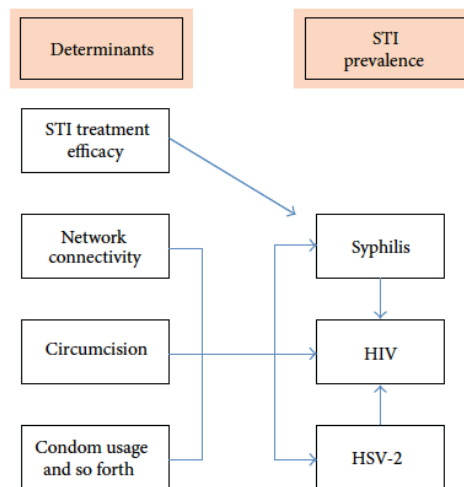 Determinants
STI
prevalence
STI treatment
efficacy
Network
connectivity
Syphilis
Circumcision
HIV
Condom usage
and so forth
HSV-2